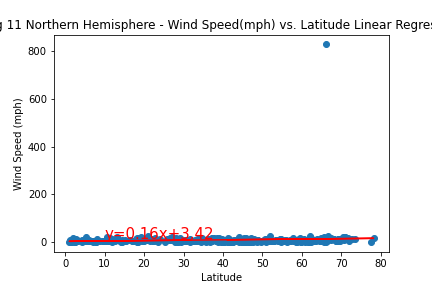 g 11 Northern Hemisphere - Wind Speed(mph) vs. Latitude Linear Regres
800
600
400
200
0
Wind Speed (mph)
y=0.16x+3.42
0 10 20 30 40 50 60 70 80
Latitude